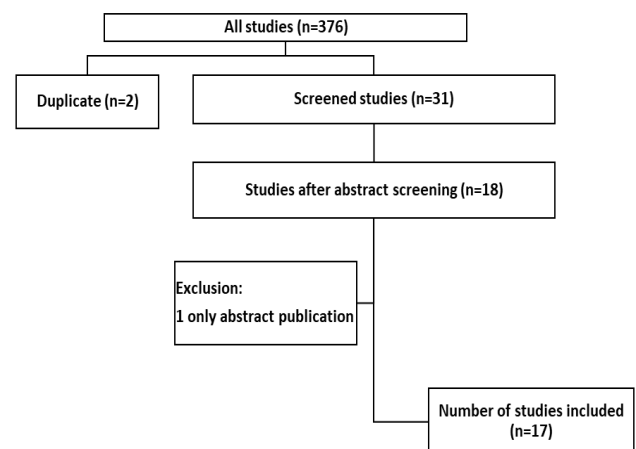 All studies (n=376)
Duplicate (n=2)
Screened studies (n=31)
Studies after abstract screening (n=18)
Exclusion:
1 only abstract publication
Number of studies included
(n=17)